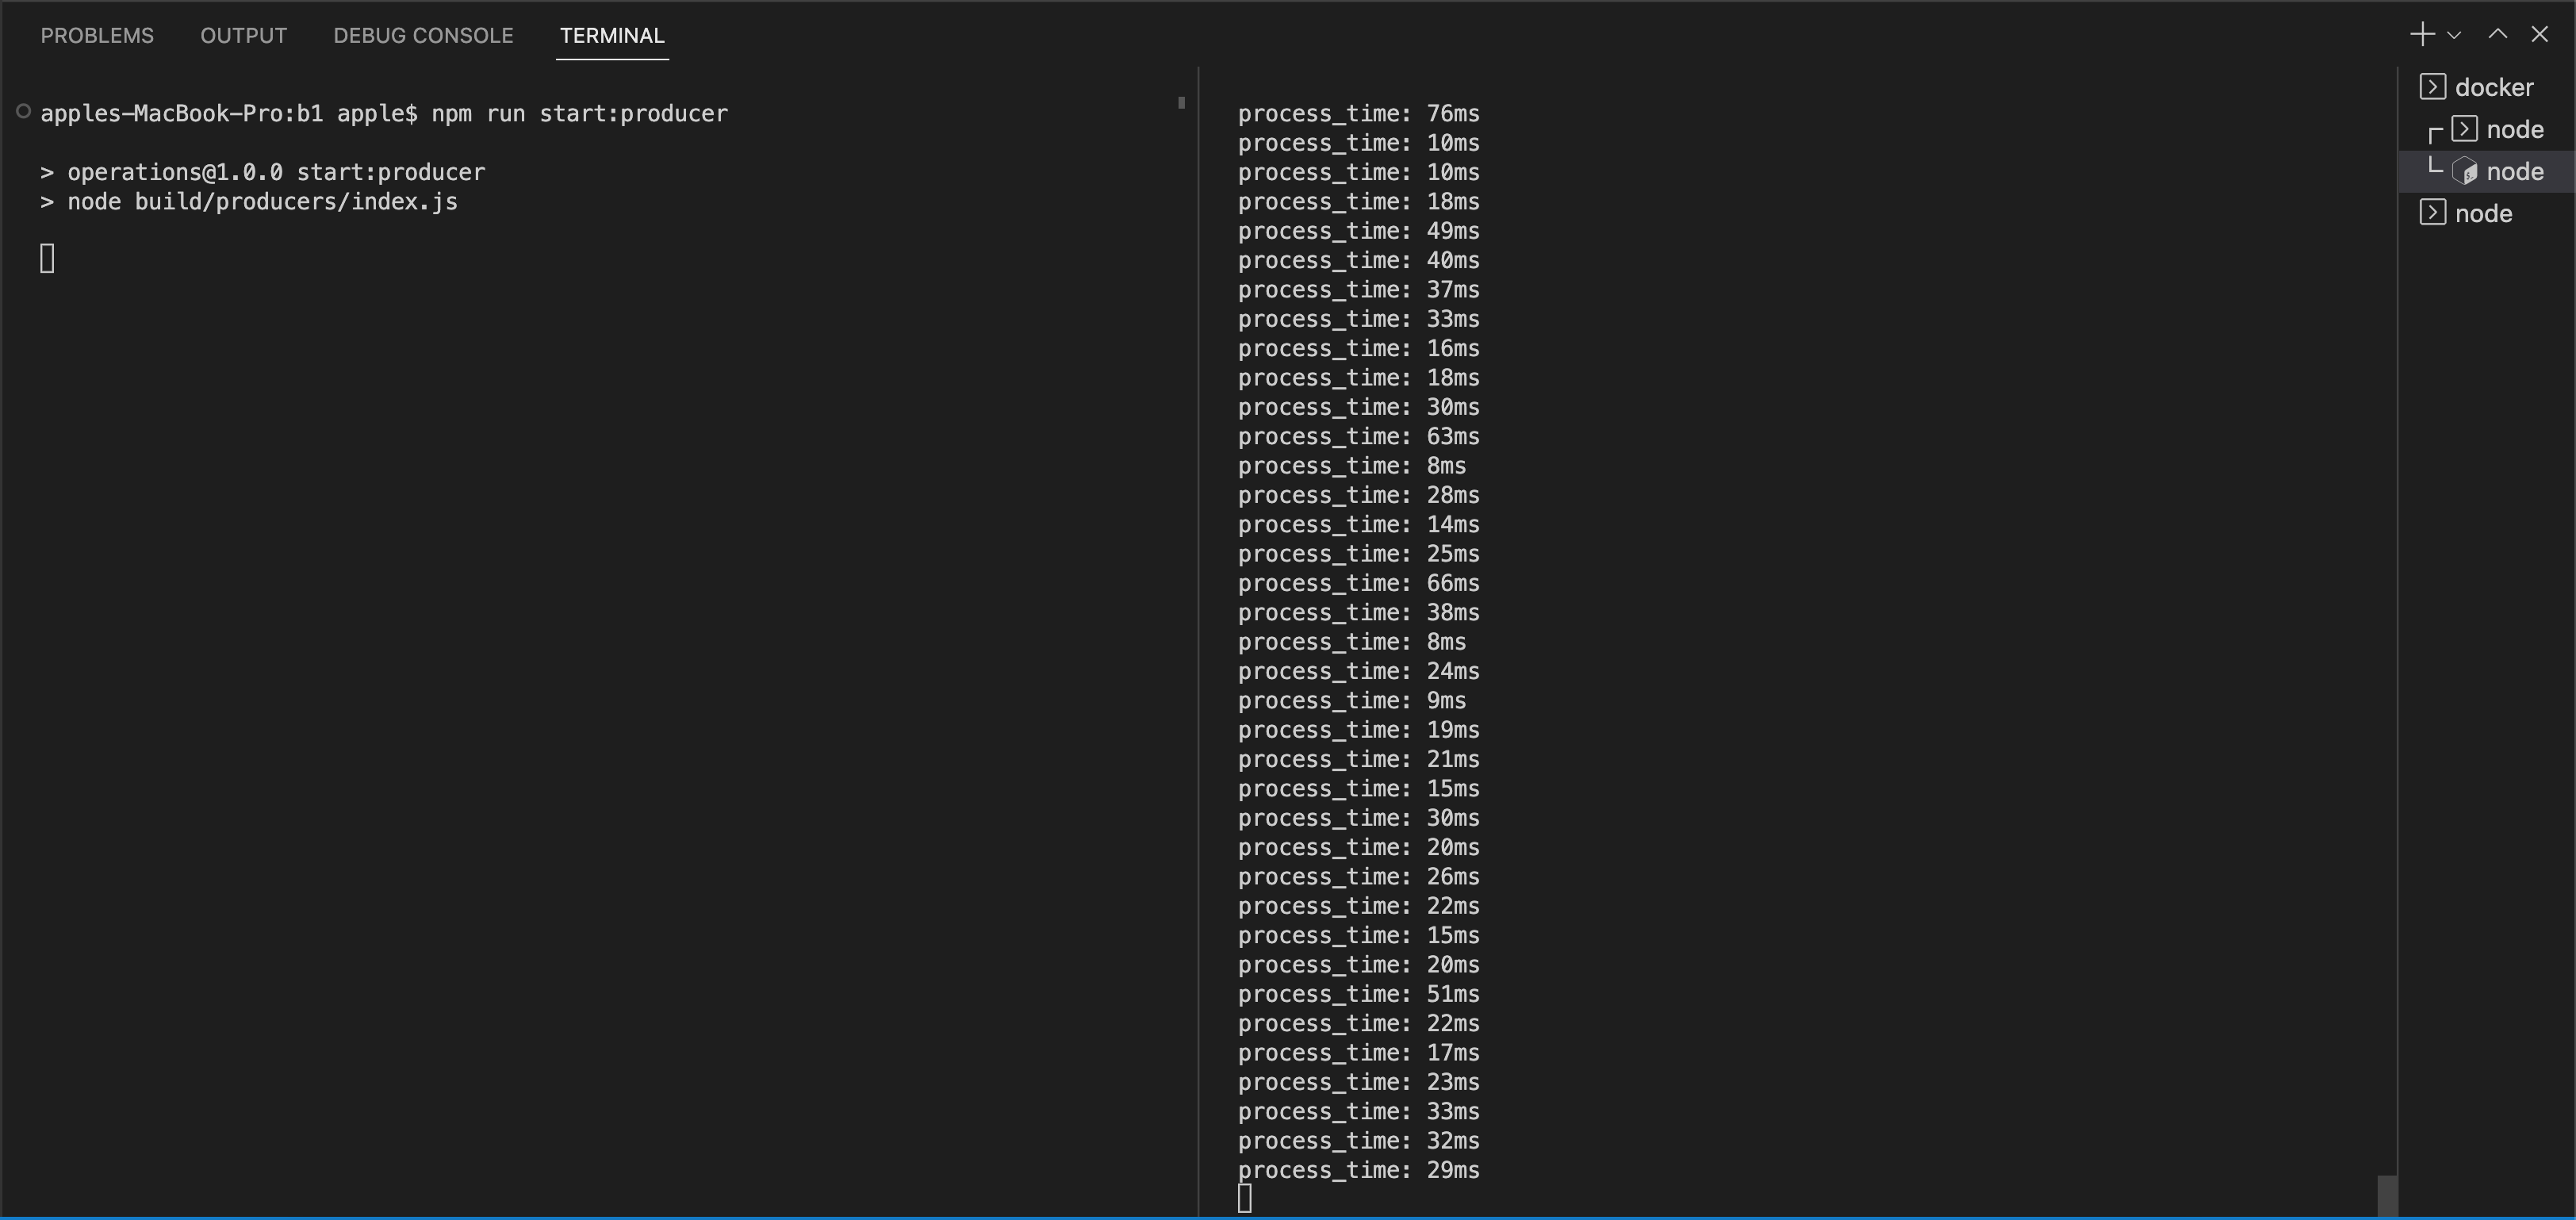 PROBLEMS OUTPUT DEBUG CONSOLE TERMINAL
apples-MacBook-Pro:b1 apple$ npm run start:producer
> operations@1.0.0 start:producer
> node build/producers/index.js
process_time: 76ms
process_time: 10ms
process_time: 10ms
process_time: 18ms
process_time: 49ms
process_time: 40ms
process_time: 37ms
process_time: 33ms
process_time: 16ms
process_time: 18ms
process_time: 30ms
process_time: 63ms
process_time: 8ms
process_time: 28ms
process_time: 14ms
process_time: 25ms
process_time: 66ms
process_time: 38ms
process_time: 8ms
process_time: 24ms
process_time: 9ms
process_time: 19ms
process_time: 21ms
process_time: 15ms
process_time: 30ms
process_time: 20ms
process_time: 26ms
process_time: 22ms
process_time: 15ms
process_time: 20ms
process_time: 51ms
process_time: 22ms
process_time: 17ms
process_time: 23ms
process_time: 33ms
process_time: 32ms
process_time: 29ms
docker
node
node
node